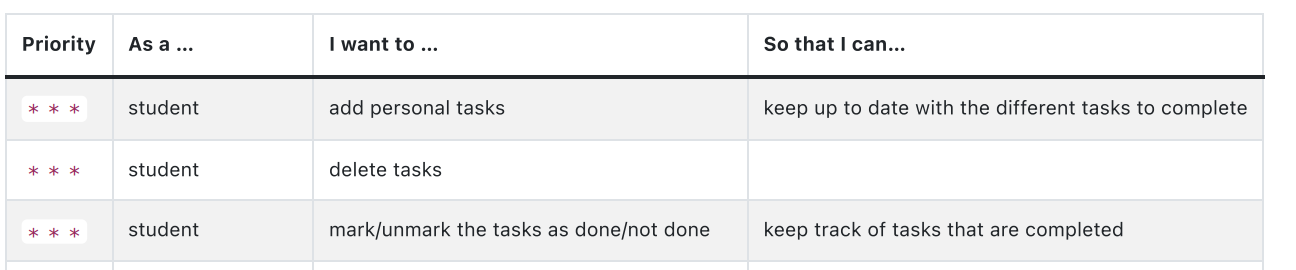 Priority As a ... I want to ... So that I can...
* * * student add personal tasks keep up to date with the different tasks to complete
* * * student delete tasks
* * * student mark/unmark the tasks as done/not done keep track of tasks that are completed